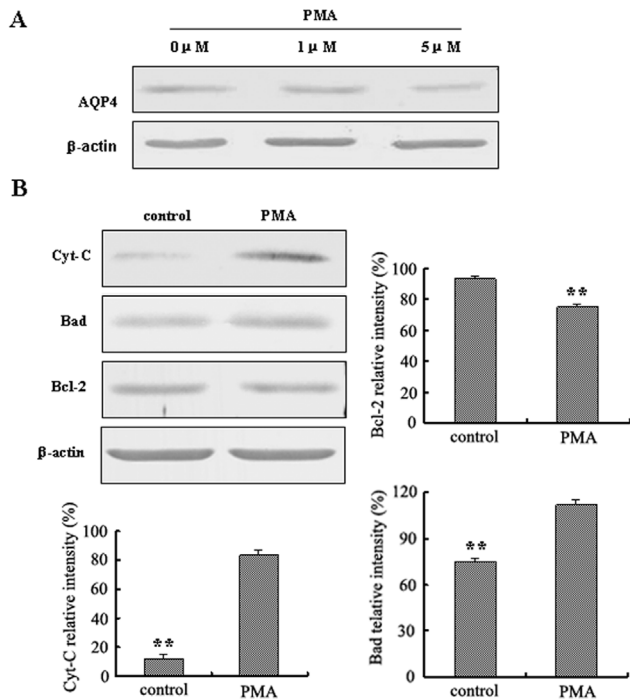 A
PMA
0 μ M 1 μ M 5 μ M
AQP4
β-actin
B
control PMA
Cyt-C
Bad
Bcl-2
β-actin
Bcl-2 relative intensity (%)
100
80
60
40
20
0
**
control PMA
Cyt-C relative intensity (%)
100
80
60
40
20
0
**
control PMA
Bad telative intensity (%)
120
90
60
30
0
**
control PMA